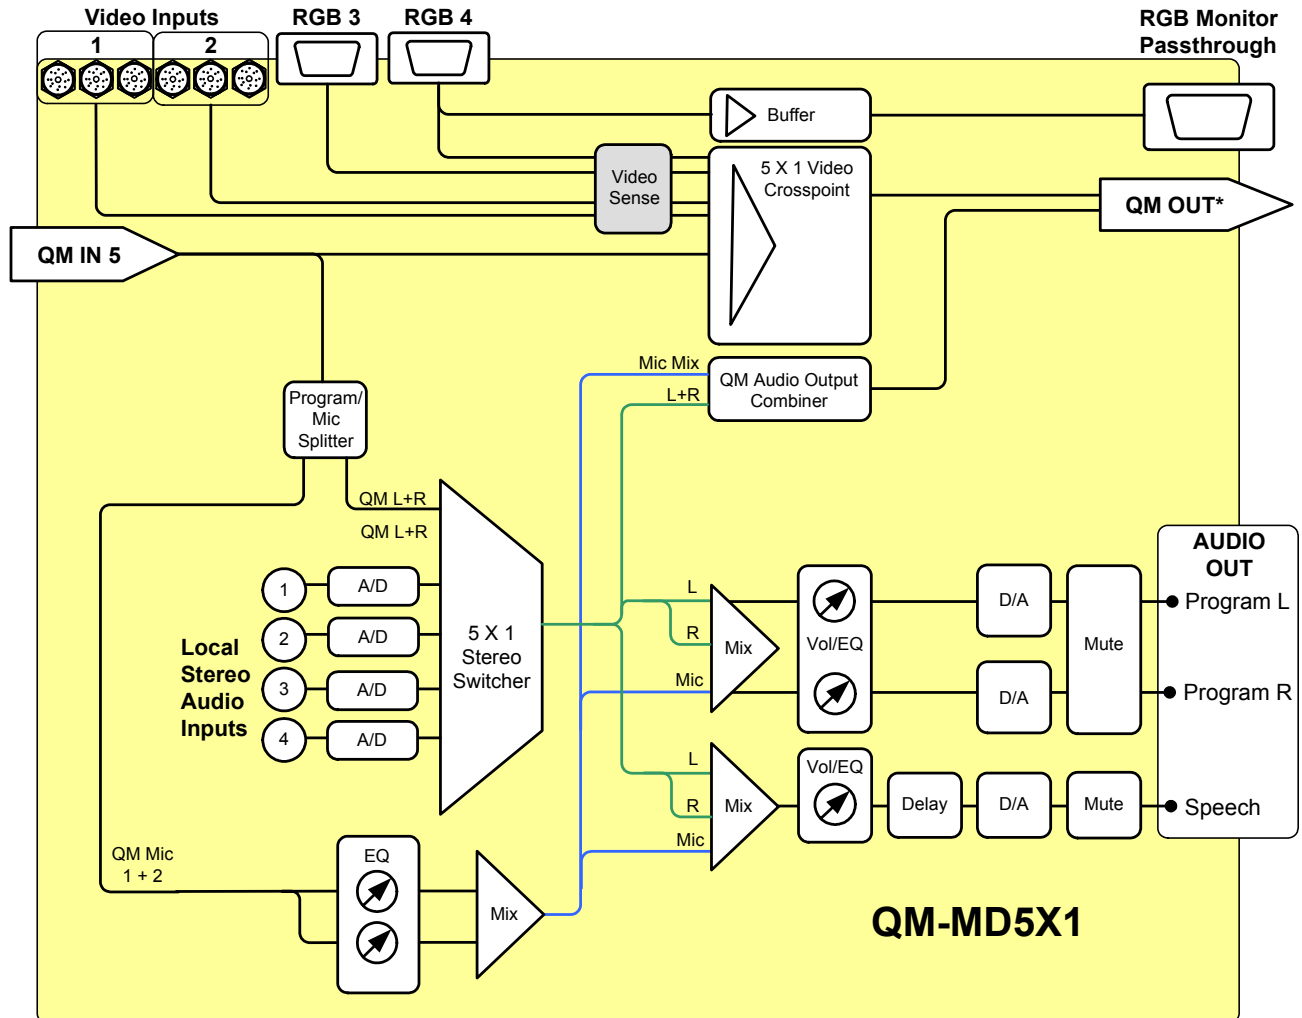 Video Inputs
RGB 3
RGB 4
RGB Monitor
Passthrough
1
2
Buffer
Video
Sense
5 X 1 Video
Crosspoint
QM OUT*
QM IN 5
Mic Mix
L+R
QM Audio Output
Combiner
Program/
Mic
Splitter
QM L+R
QM L+R
Local
Stereo
Audio
Inputs
1
A/D
2
A/D
3
A/D
4
A/D
5 X 1
Stereo
Switcher
L
R
Mic
Mix
Vol/EQ
D/A
D/A
Mute
AUDIO
OUT
Program L
Program R
L
R
Mic
Mix
Vol/EQ
Delay
D/A
Mute
Speech
QM Mic
1 + 2
EQ
Mix
QM-MD5X1